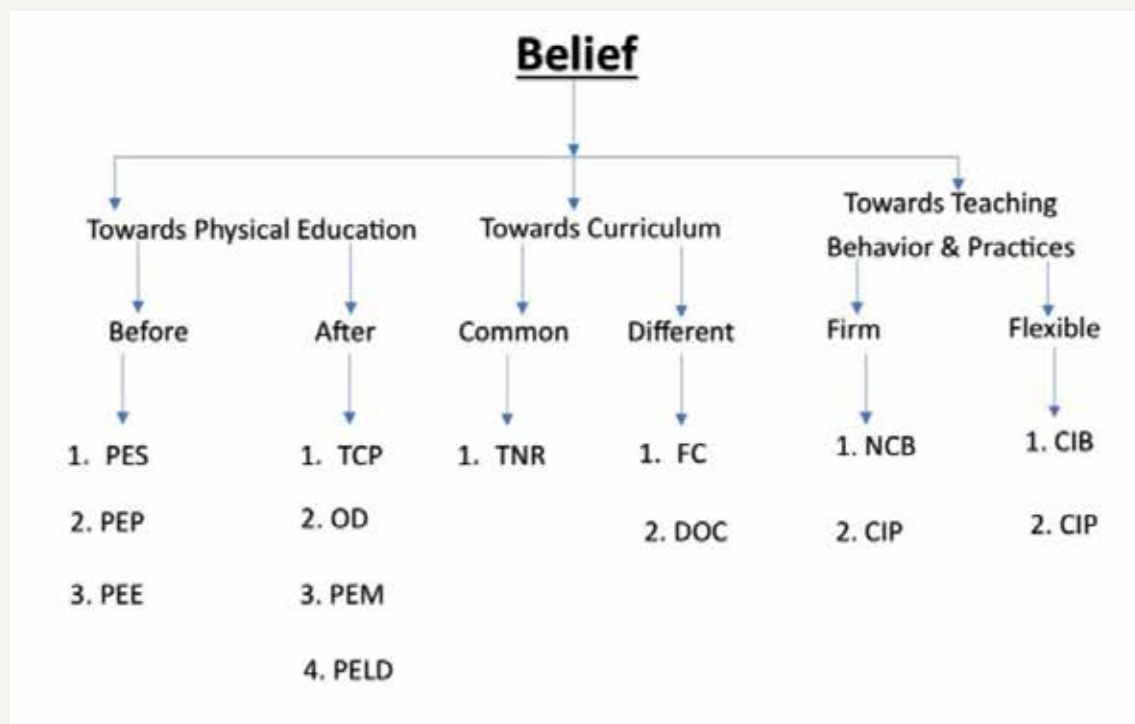 Belief
Towards Physical Education
Towards Curriculum
Towards Teaching
Behavior & Practices
Before
After
Common
Different
Firm
Flexible
1. PES
2. PEP
3. PEE
1. TCP
2. OD
3. PEM
4. PELD
1. TNR
1. FC
2. DOC
1. NCB
2. CIP
1. CIB
2. CIP